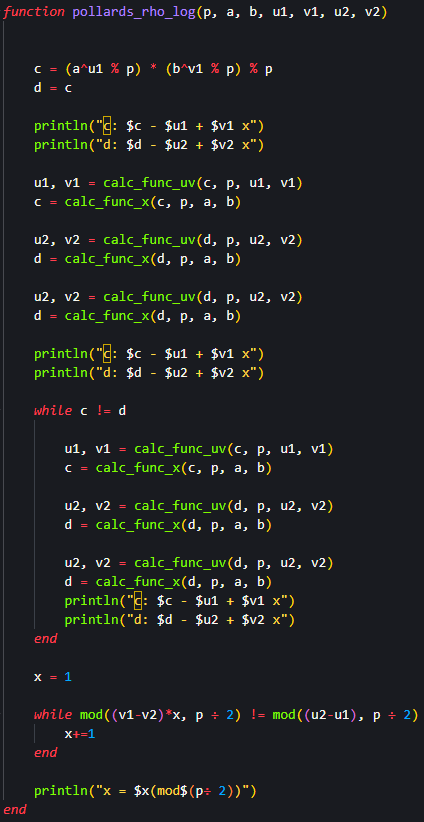 function pollards_rho_log(p, a, b, u1, v1, u2, v2)
c = (a^u1 % p) * (b^v1 % p) % p
d = c
println("с: $c - $u1 + $v1 x")
println("d: $d - $u2 + $v2 x")
u1, v1 = calc_func_uv(c, p, u1, v1)
c = calc_func_x(c, p, a, b)
u2, v2 = calc_func_uv(d, p, u2, v2)
d = calc_func_x(d, p, a, b)
u2, v2 = calc_func_uv(d, p, u2, v2)
d = calc_func_x(d, p, a, b)
println("с: $c - $u1 + $v1 x")
println("d: $d - $u2 + $v2 x")
while c != d
u1, v1 = calc_func_uv(c, p, u1, v1)
c = calc_func_x(c, p, a, b)
u2, v2 = calc_func_uv(d, p, u2, v2)
d = calc_func_x(d, p, a, b)
u2, v2 = calc_func_uv(d, p, u2, v2)
d = calc_func_x(d, p, a, b)
println("с: $c - $u1 + $v1 x")
println("d: $d - $u2 + $v2 x")
end
x = 1
while mod((v1-v2)*x, p ÷ 2) != mod((u2-u1), p ÷ 2)
x+=1
end
println("x = $x(mod$(p÷ 2))")
end